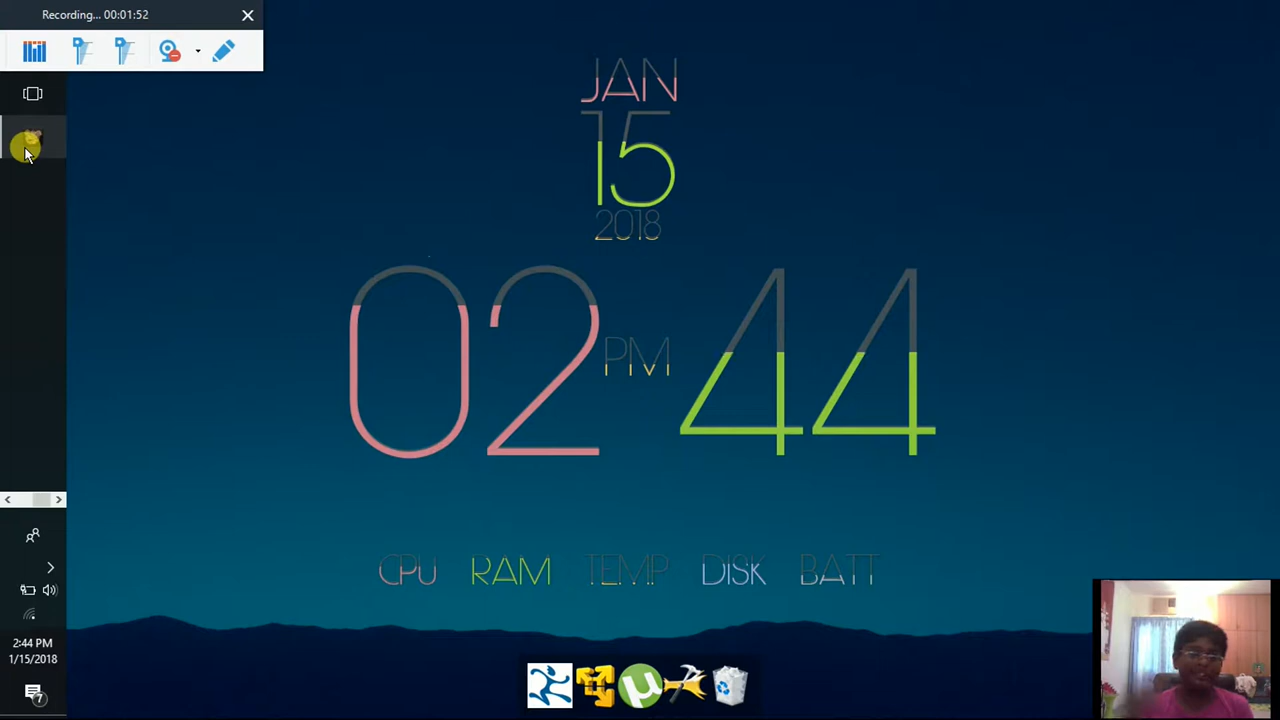 Recording... 00:01:52
JAN
15
2018
02 PM 44
CPU RAM TEMP DISK BATT
2:44 PM
1/15/2018
7